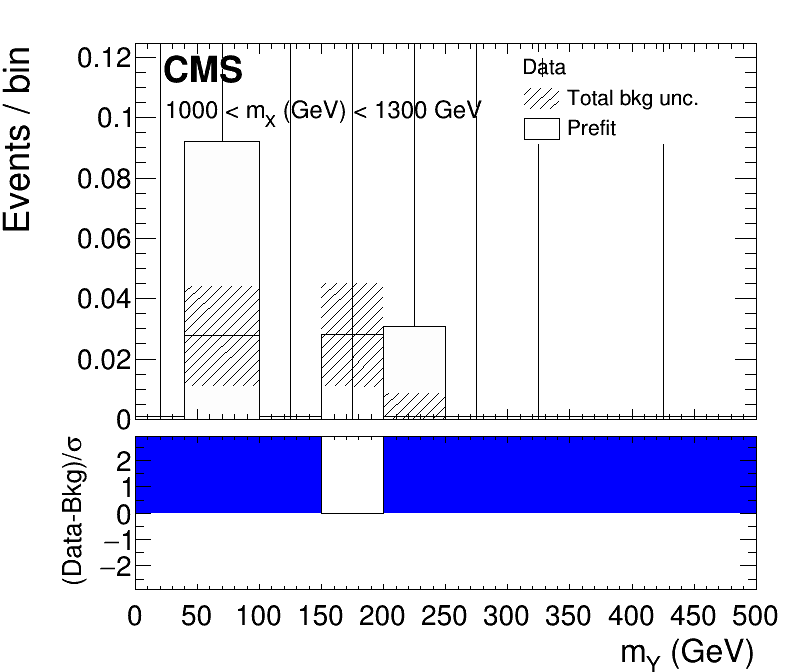 Events / bin
0.12
0.1
0.08
0.06
0.04
0.02
0
CMS
1000 < mX (GeV) < 1300 GeV
Data
Total bkg unc.
Prefit
(Data-Bkg)/σ
2
1
0
−1
−2
0 50 100 150 200 250 300 350 400 450 500
mY (GeV)